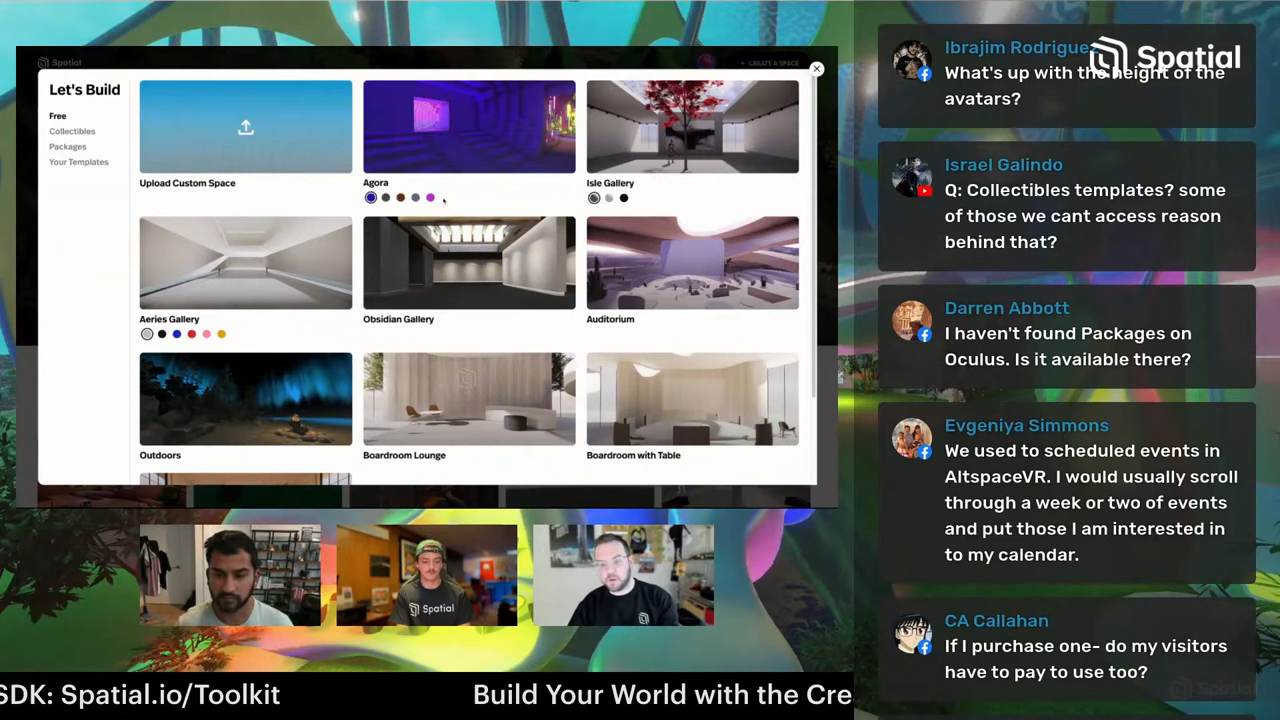 Spatial
+ CREATE A SPACE
Let's Build
Free
Collectibles
Packages
Your Templates
Upload Custom Space
Agora
Isle Gallery
Aeries Gallery
Obsidian Gallery
Auditorium
Outdoors
Boardroom Lounge
Boardroom with Table
Spatial
SDK: Spatial.io/Toolkit
Build Your World with the Cre
Spatial
Ibrajim Rodrigue
What's up with the height of the
avatars?
Israel Galindo
Q: Collectibles templates? some
of those we cant access reason
behind that?
Darren Abbott
I haven't found Packages on
Oculus. Is it available there?
Evgeniya Simmons
We used to scheduled events in
AltspaceVR. I would usually scroll
through a week or two of events
and put those I am interested in
to my calendar.
CA Callahan
If I purchase one- do my visitors
have to pay to use too?
Spatial